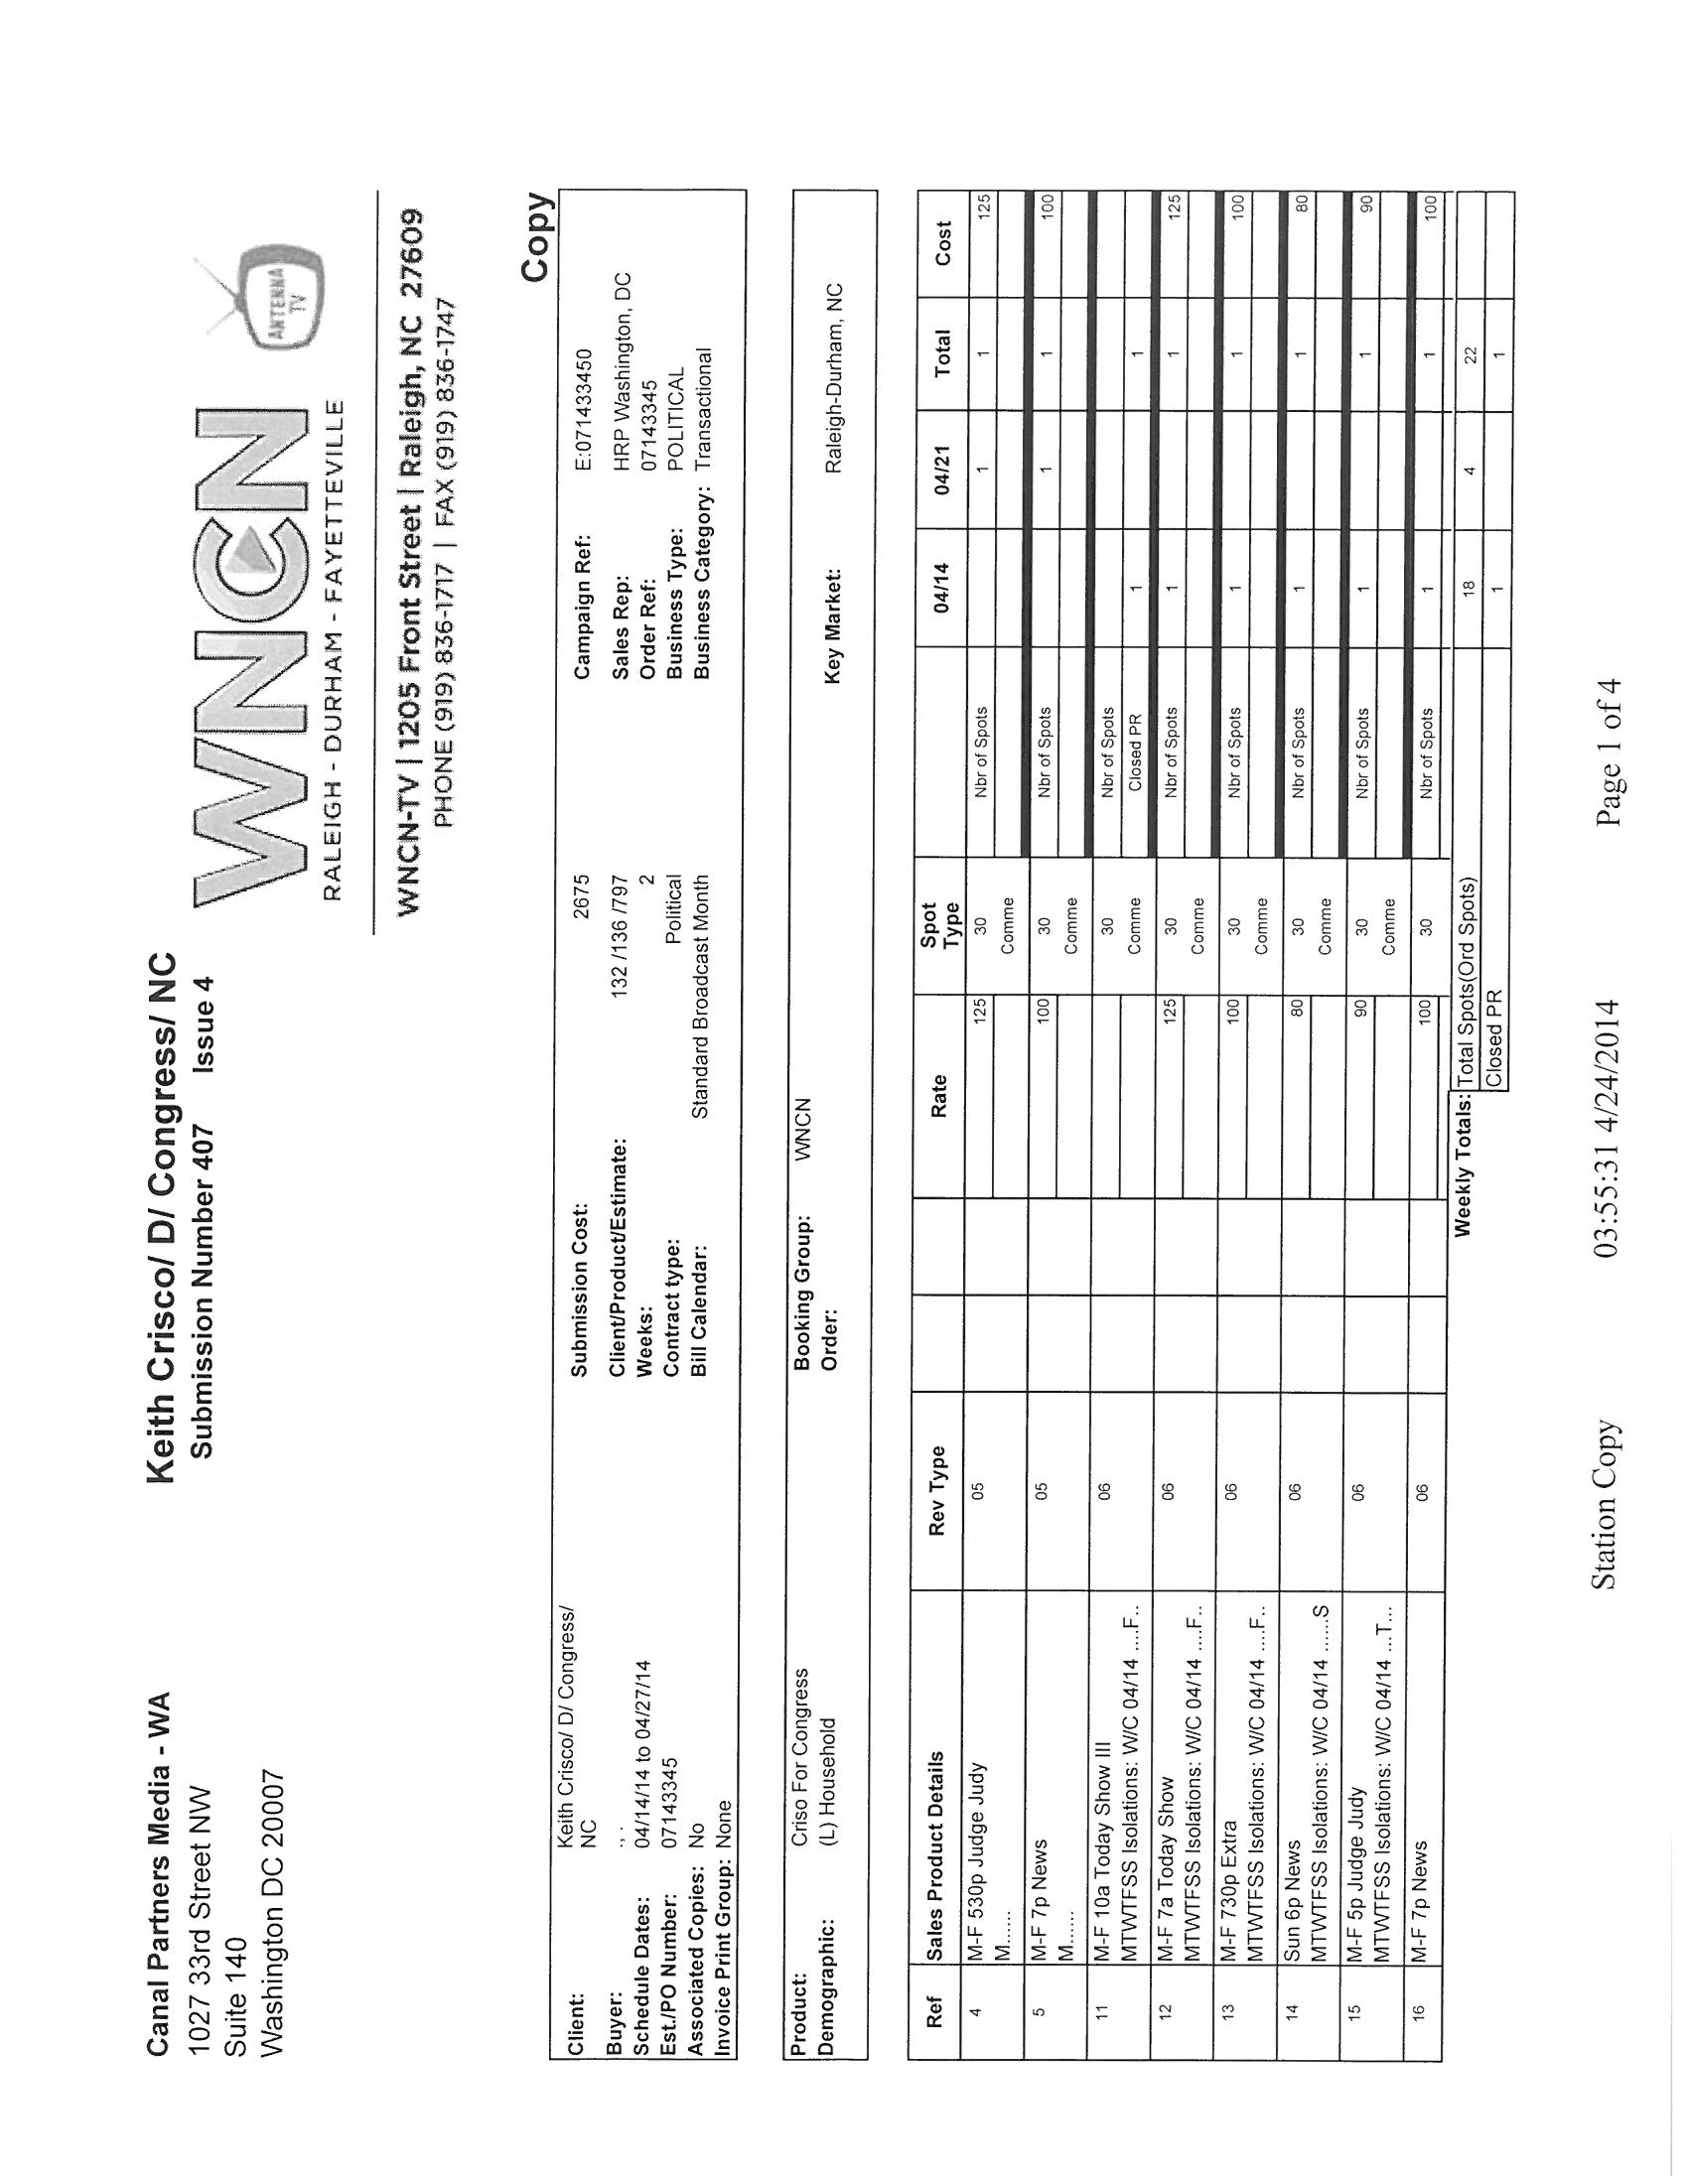 Canal Partners Media - WA
1027 33rd Street NW
Suite 140
Washington DC 20007
Keith Crisco/ D/ Congress/ NC
Submission Number 407 Issue 4
WNCN
RALEIGH - DURHAM - FAYETTEVILLE
ANTENNA
TV
WNCN-TV | 1205 Front Street | Raleigh, NC 27609
PHONE (919) 836-1717 | FAX (919) 836-1747
Copy
Client: Keith Crisco/ D/ Congress/ Submission Cost: 2675 Campaign Ref: E:071433450
NC
Buyer: ., . Client/Product/Estimate: 132 /136 /797 Sales Rep: HRP Washington, DC
Schedule Dates: 04/14/14 to 04/27/14 Weeks: 2 Order Ref: 07143345
Est./PO Number: 07143345 Contract type: Political Business Type: POLITICAL
Associated Copies: No Bill Calendar: Standard Broadcast Month Business Category: Transactional
Invoice Print Group: None
Product: Criso For Congress Booking Group: WNCN
Demographic: (L) Household Order: Key Market: Raleigh-Durham, NC
Ref Sales Product Details Rev Type Rate Spot Type 04/14 04/21 Total Cost
4 M-F 530p Judge Judy 05 125 30 Nbr of Spots 1 1 125
M...... Comme
5 M-F 7p News 05 100 30 Nbr of Spots 1 1 100
M...... Comme
11 M-F 10a Today Show III 06 30 Nbr of Spots
MTWTFSS Isolations: W/C 04/14 ....F.. Comme Closed PR 1 1
12 M-F 7a Today Show 06 125 30 Nbr of Spots 1 1 125
MTWTFSS Isolations: W/C 04/14 ....F.. Comme
13 M-F 730p Extra 06 100 30 Nbr of Spots 1 1 100
MTWTFSS Isolations: W/C 04/14 ....F.. Comme
14 Sun 6p News 06 80 30 Nbr of Spots 1 1 80
MTWTFSS Isolations: W/C 04/14 ......S Comme
15 M-F 5p Judge Judy 06 90 30 Nbr of Spots 1 1 90
MTWTFSS Isolations: W/C 04/14 ...T... Comme
16 M-F 7p News 06 100 30 Nbr of Spots 1 1 100
Weekly Totals: Total Spots(Ord Spots) 18 4 22
Closed PR 1 1
Station Copy 03:55:31 4/24/2014 Page 1 of 4